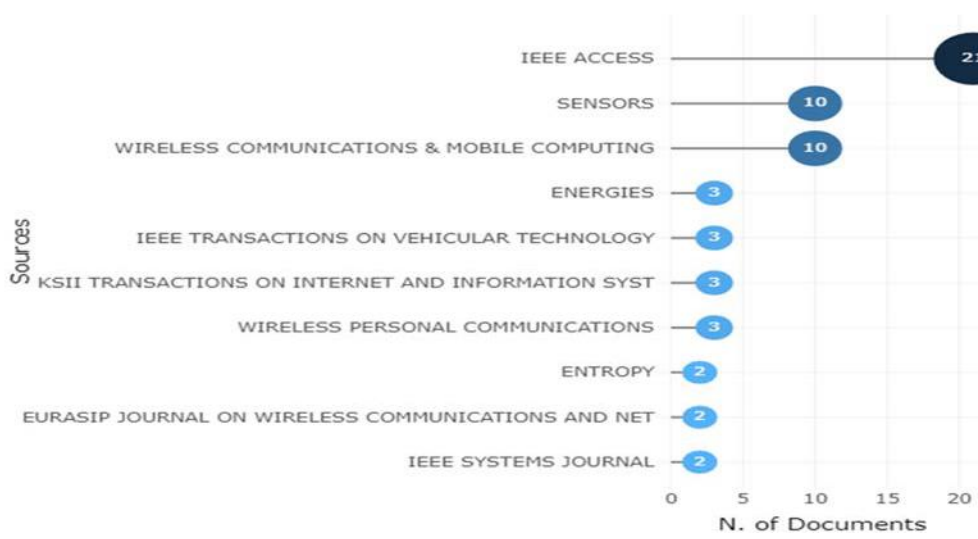 IEEE ACCESS
SENSORS
10
WIRELESS COMMUNICATIONS & MOBILE COMPUTING
10
ENERGIES
3
IEEE TRANSACTIONS ON VEHICULAR TECHNOLOGY
3
Sources
KSII TRANSACTIONS ON INTERNET AND INFORMATION SYST
3
WIRELESS PERSONAL COMMUNICATIONS
3
ENTROPY
2
EURASIP JOURNAL ON WIRELESS COMMUNICATIONS AND NET
2
IEEE SYSTEMS JOURNAL
2
0 5 10 15 20
N. of Documents